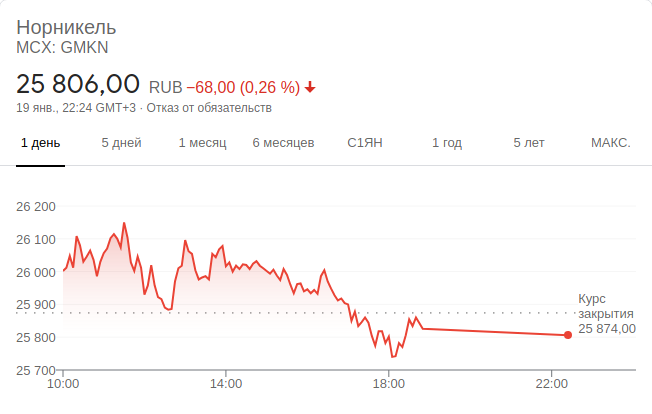 Норникель
MCX: GMKN
25 806,00 RUB −68,00 (0,26 %)
19 янв., 22:24 GMT+3 · Отказ от обязательств
1 день 5 дней 1 месяц 6 месяцев С1ЯН 1 год 5 лет МАКС.
26 200
26 100
26 000
25 900
25 800
25 700
Курс
закрытия
25 874,00
10:00 14:00 18:00 22:00